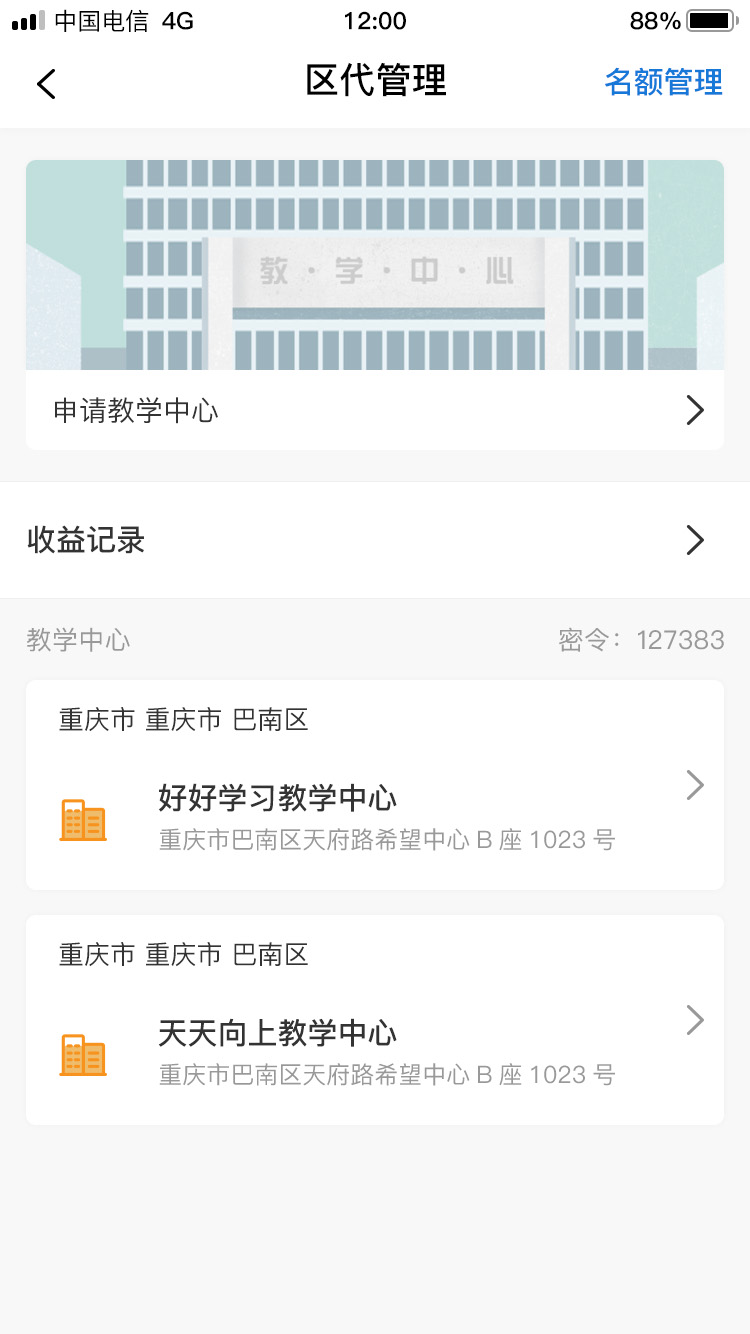 中国电信 4G 12:00 88%
区代管理 名额管理
教·学·中·心
申请教学中心
收益记录
教学中心 密令：127383
重庆市 重庆市 巴南区
好好学习教学中心
重庆市巴南区天府路希望中心 B 座 1023 号
重庆市 重庆市 巴南区
天天向上教学中心
重庆市巴南区天府路希望中心 B 座 1023 号